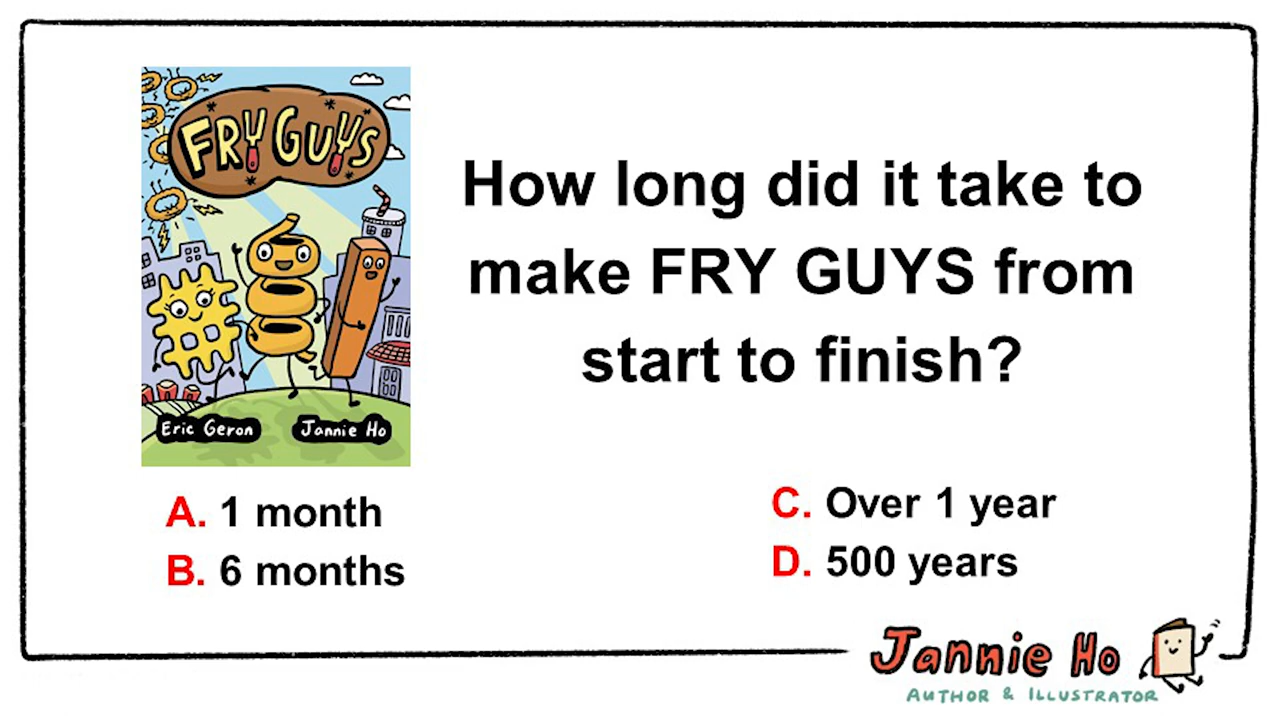 FRY GUYS
Eric Geron
Jannie Ho
How long did it take to
make FRY GUYS from
start to finish?
A. 1 month
B. 6 months
C. Over 1 year
D. 500 years
Jannie Ho
AUTHOR & ILLUSTRATOR